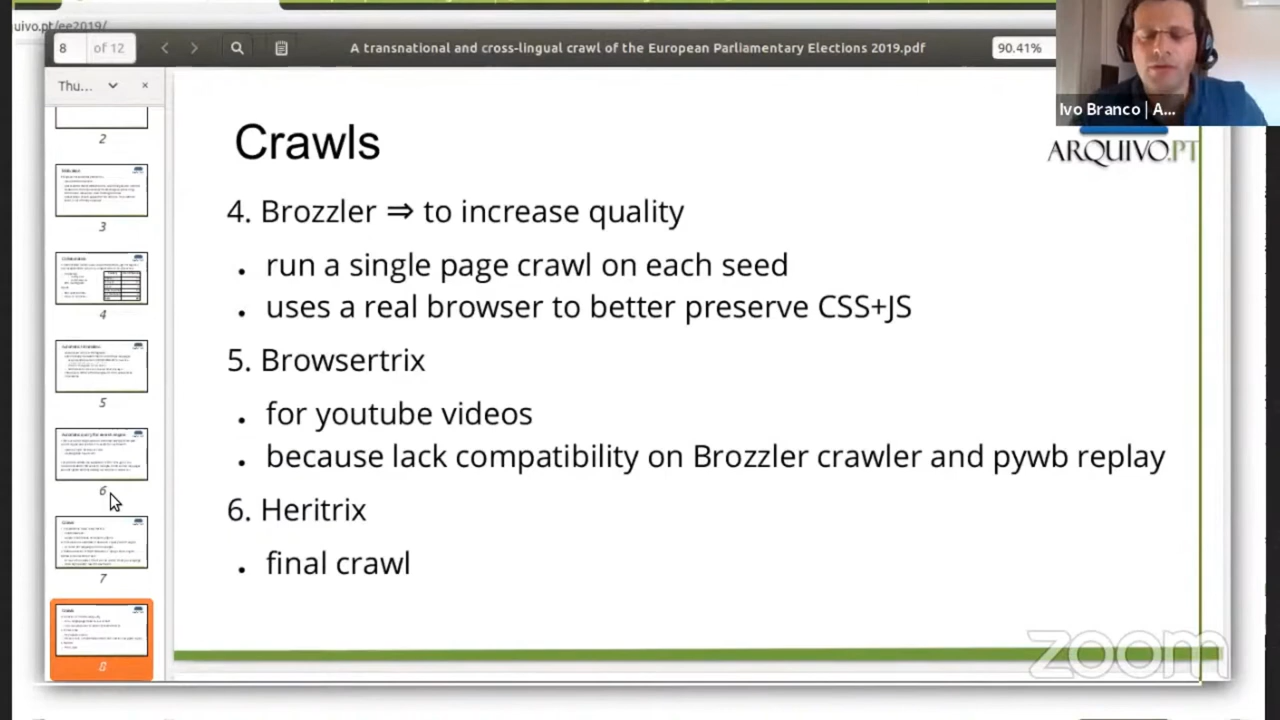 uivo.pt/ee2019/
8 of 12
A transnational and cross-lingual crawl of the European Parliamentary Elections 2019.pdf
90.41%
Thu...
Ivo Branco | A...
ARQUIVO.PT
Crawls
4. Brozzler ⇒ to increase quality
• run a single page crawl on each seed
• uses a real browser to better preserve CSS+JS
5. Browsertrix
• for youtube videos
• because lack compatibility on Brozzler crawler and pywb replay
6. Heritrix
• final crawl
2
3
4
5
6
7
8
zoom